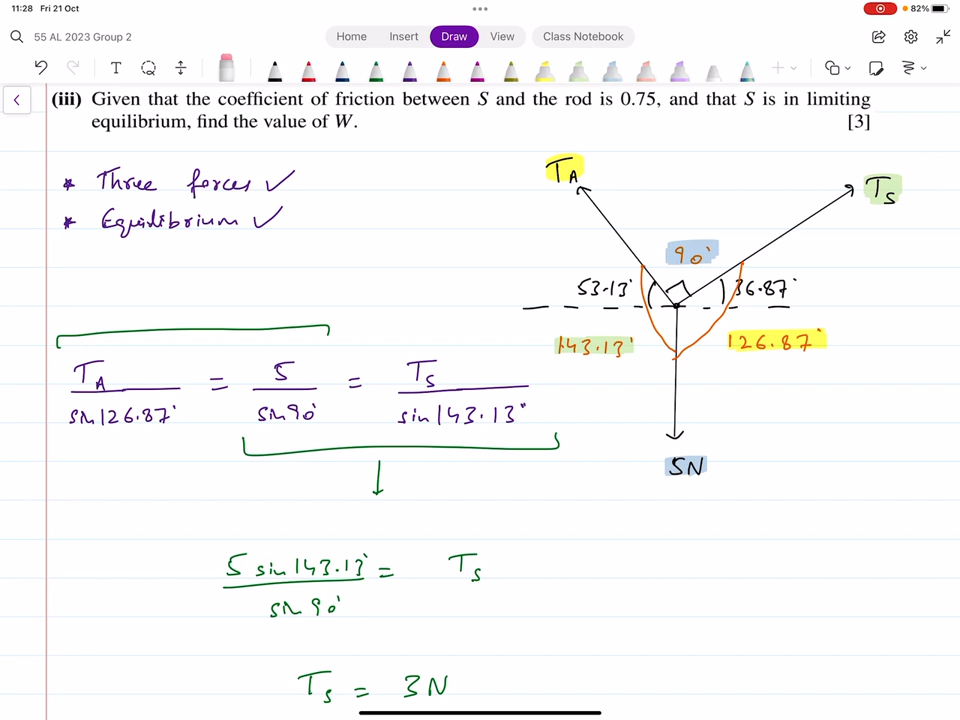 11:28 Fri 21 Oct
82%
55 AL 2023 Group 2
Home Insert Draw View Class Notebook
(iii) Given that the coefficient of friction between S and the rod is 0.75, and that S is in limiting
equilibrium, find the value of W. [3]
* Three forces ✓
* Equilibrium ✓
T_A
T_S
90°
53.13°
36.87°
143.13°
126.87°
5N
T_A / sin 126.87° = 5 / sin 90° = T_S / sin 143.13°
5 sin 143.13° / sin 90° = T_S
T_S = 3N